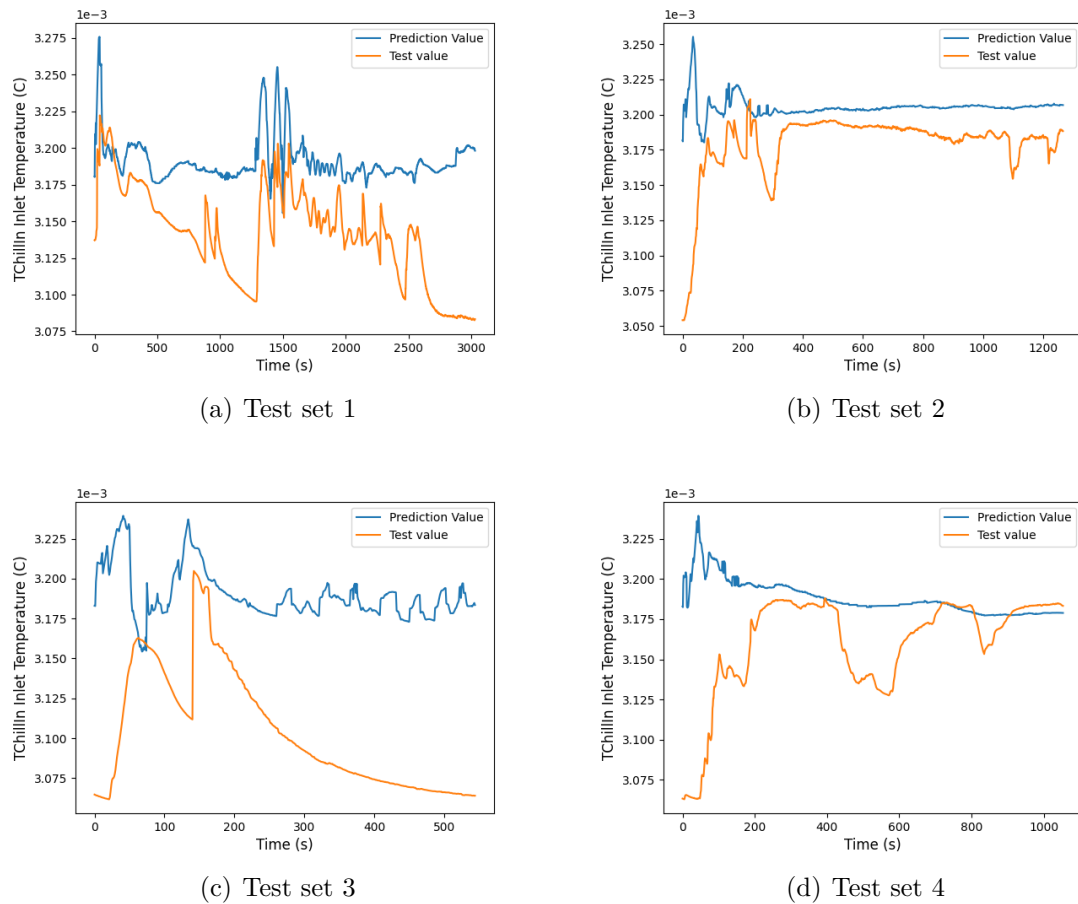 1e−3
3.275
3.250
3.225
3.200
3.175
3.150
3.125
3.100
3.075
TChillIn Inlet Temperature (C)
Prediction Value
Test value
0 500 1000 1500 2000 2500 3000
Time (s)
(a) Test set 1
1e−3
3.250
3.225
3.200
3.175
3.150
3.125
3.100
3.075
3.050
TChillIn Inlet Temperature (C)
Prediction Value
Test value
0 200 400 600 800 1000 1200
Time (s)
(b) Test set 2
1e−3
3.225
3.200
3.175
3.150
3.125
3.100
3.075
TChillIn Inlet Temperature (C)
Prediction Value
Test value
0 100 200 300 400 500
Time (s)
(c) Test set 3
1e−3
3.225
3.200
3.175
3.150
3.125
3.100
3.075
TChillIn Inlet Temperature (C)
Prediction Value
Test value
0 200 400 600 800 1000
Time (s)
(d) Test set 4